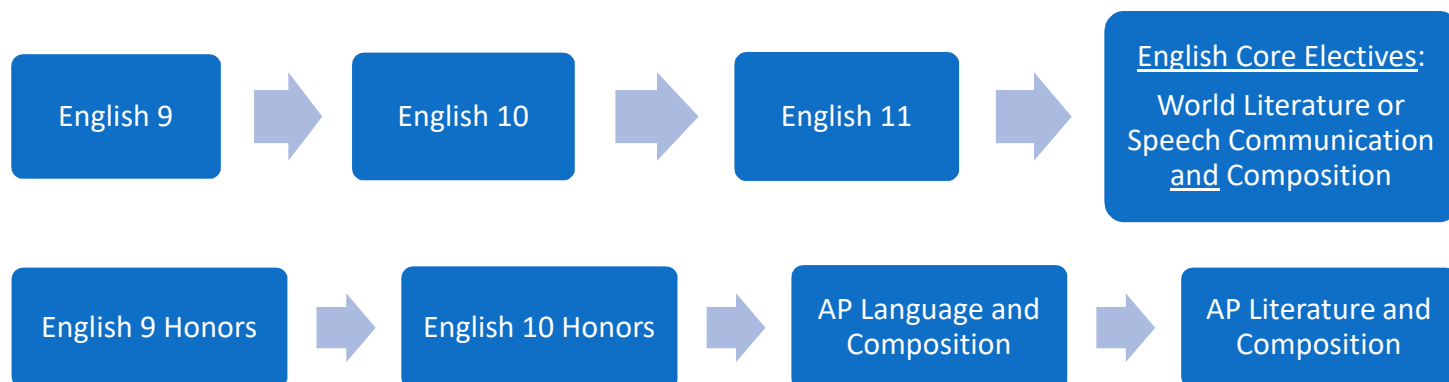 English 9
English 10
English 11
English Core Electives:
World Literature or
Speech Communication
and Composition
English 9 Honors
English 10 Honors
AP Language and
Composition
AP Literature and
Composition